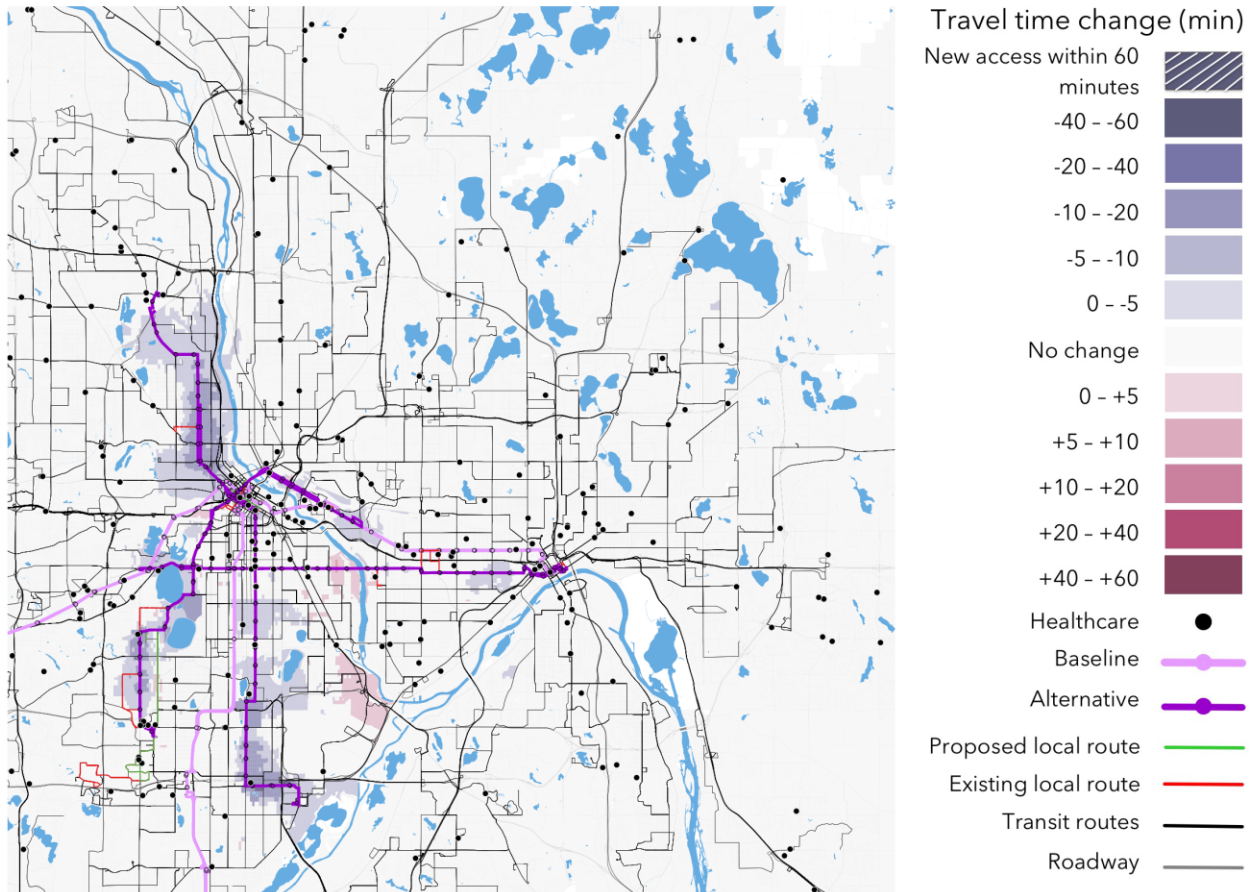 Travel time change (min)
New access within 60
minutes
-40 – -60
-20 – -40
-10 – -20
-5 – -10
0 – -5
No change
0 – +5
+5 – +10
+10 – +20
+20 – +40
+40 – +60
Healthcare
Baseline
Alternative
Proposed local route
Existing local route
Transit routes
Roadway